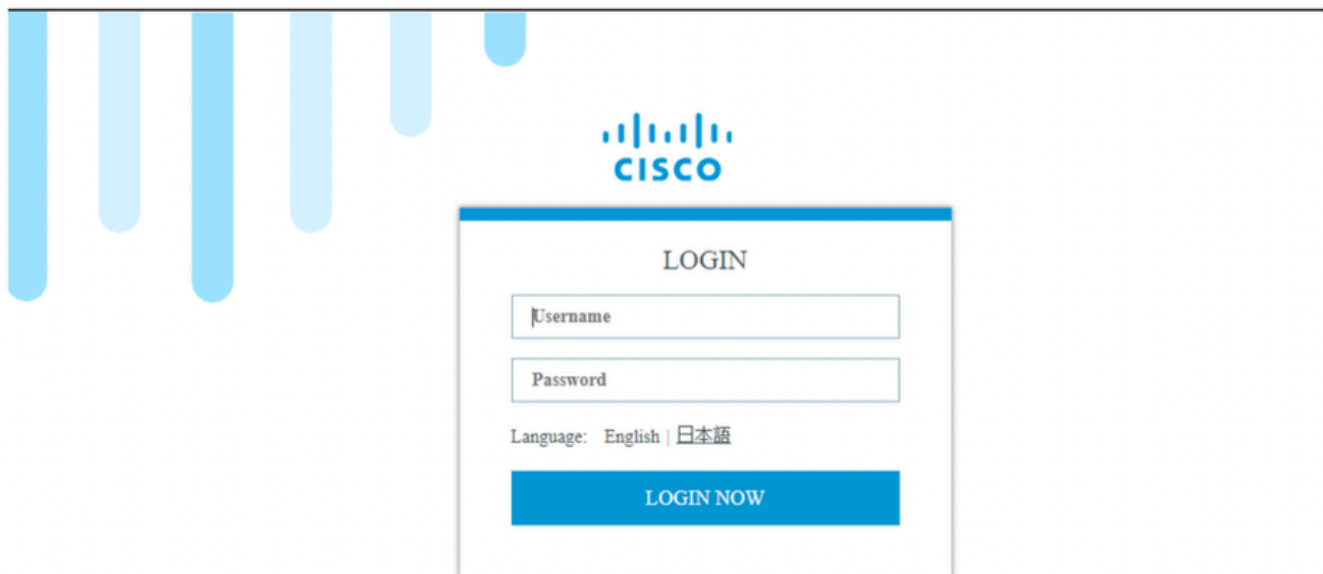 CISCO
LOGIN
Username
Password
Language: English | 日本語
LOGIN NOW